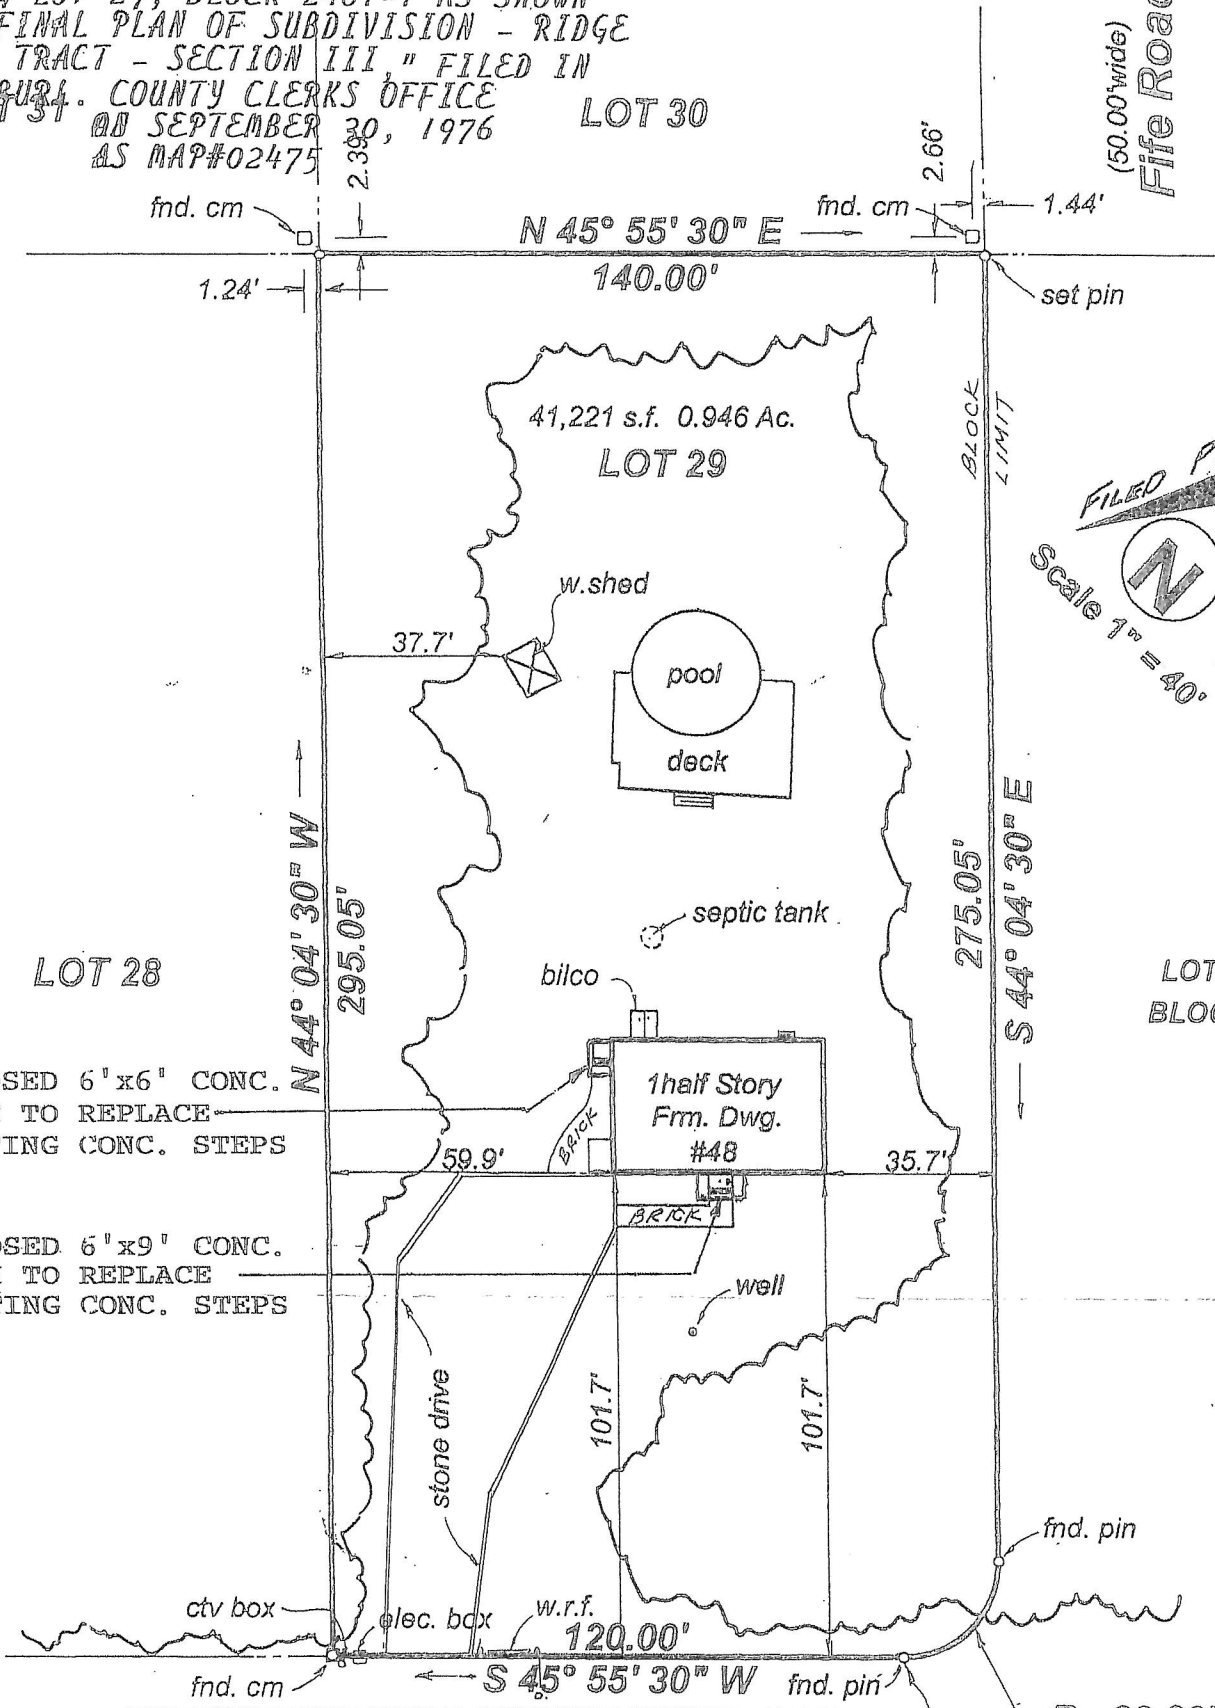 FINAL PLAN OF SUBDIVISION - RIDGE
TRACT - SECTION III," FILED IN
BURL. COUNTY CLERKS OFFICE
ON SEPTEMBER 30, 1976
AS MAP#02475
LOT 30
(50.00'wide)
Fife Road
2.39'
2.66'
fnd. cm
fnd. cm
1.44'
N 45° 55' 30" E
140.00'
1.24'
set pin
41,221 s.f. 0.946 Ac.
LOT 29
BLOCK
LIMIT
FILED
N
Scale 1" = 40'
w.shed
37.7'
pool
deck
N 44° 04' 30" W
295.05'
275.05'
S 44° 04' 30" E
septic tank
LOT 28
bilco
LOT
6'x6' CONC.
TO REPLACE
CONC. STEPS
1half Story
Frm. Dwg.
#48
BRICK
59.9'
35.7'
BRICK
6'x9' CONC.
TO REPLACE
CONC. STEPS
well
stone drive
101.7'
101.7'
fnd. pin
ctv box
elec. box
w.r.f.
120.00'
S 45° 55' 30" W
fnd. cm
fnd. pin